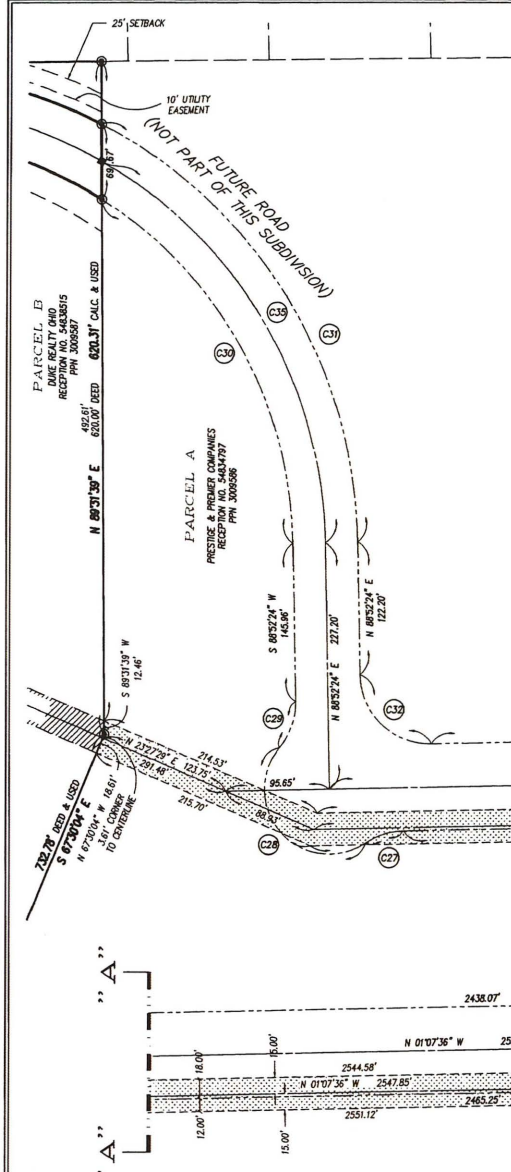 25' SETBACK
10' UTILITY
EASEMENT
FUTURE ROAD
(NOT PART OF THIS SUBDIVISION)
C35
C31
C30
PARCEL B
DUKE REALTY OHIO
RECEPTION NO. 54838515
PPN 3009587
492.61'
620.00' DEED 620.31' CALC. & USED
N 89°31'39" E
PARCEL A
PRESTIGE & PREMIER COMPANIES
RECEPTION NO. 54834797
PPN 3009586
S 88°52'24" W
145.96'
N 88°52'24" E 227.20'
N 88°52'24" E
122.20'
S 89°31'39" W
12.46'
C29
C32
N 23°27'29" E 123.75'
214.53'
291.48'
215.70'
95.65'
88.93'
C28
C27
732.78' DEED & USED
S 67°30'04" E
N 67°30'04" W 18.61'
3.61' CORNER
TO CENTERLINE
"A"
2438.07'
N 01°07'36" W 25
18.00'
15.00'
2544.58'
N 01°07'36" W 2547.85'
2465.25'
12.00'
15.00'
2551.12'
"A"